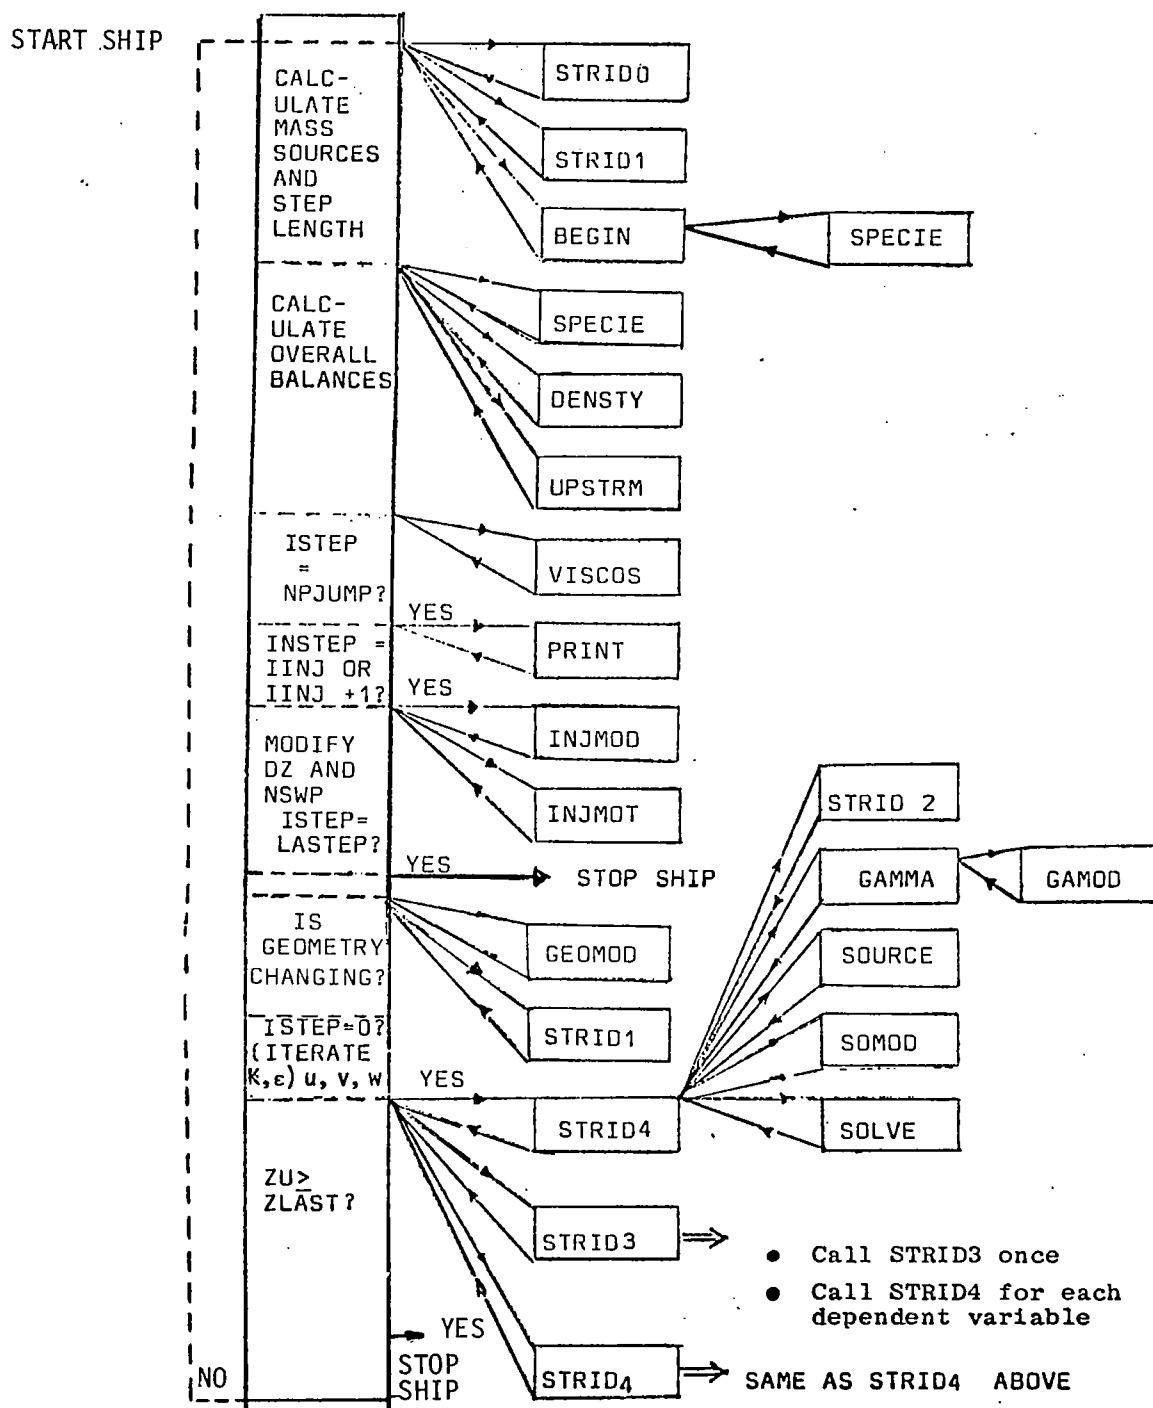 START SHIP
CALC-
ULATE
MASS
SOURCES
AND
STEP
LENGTH
STRID0
STRID1
BEGIN
SPECIE
CALC-
ULATE
OVERALL
BALANCES
SPECIE
DENSTY
UPSTRM
ISTEP
=
NPJUMP?
VISCOS
YES
PRINT
INSTEP =
IINJ OR
IINJ +1?
YES
INJMOD
MODIFY
DZ AND
NSWP
ISTEP=
LASTEP?
INJMOT
YES
STOP SHIP
STRID 2
GAMMA
GAMOD
SOURCE
SOMOD
SOLVE
IS
GEOMETRY
CHANGING?
GEOMOD
STRID1
ISTEP=0?
(ITERATE
K,ε) u, v, w
YES
STRID4
ZU≥
ZLAST?
STRID3
• Call STRID3 once
• Call STRID4 for each
dependent variable
YES
STOP
SHIP
NO
STRID4
SAME AS STRID4 ABOVE